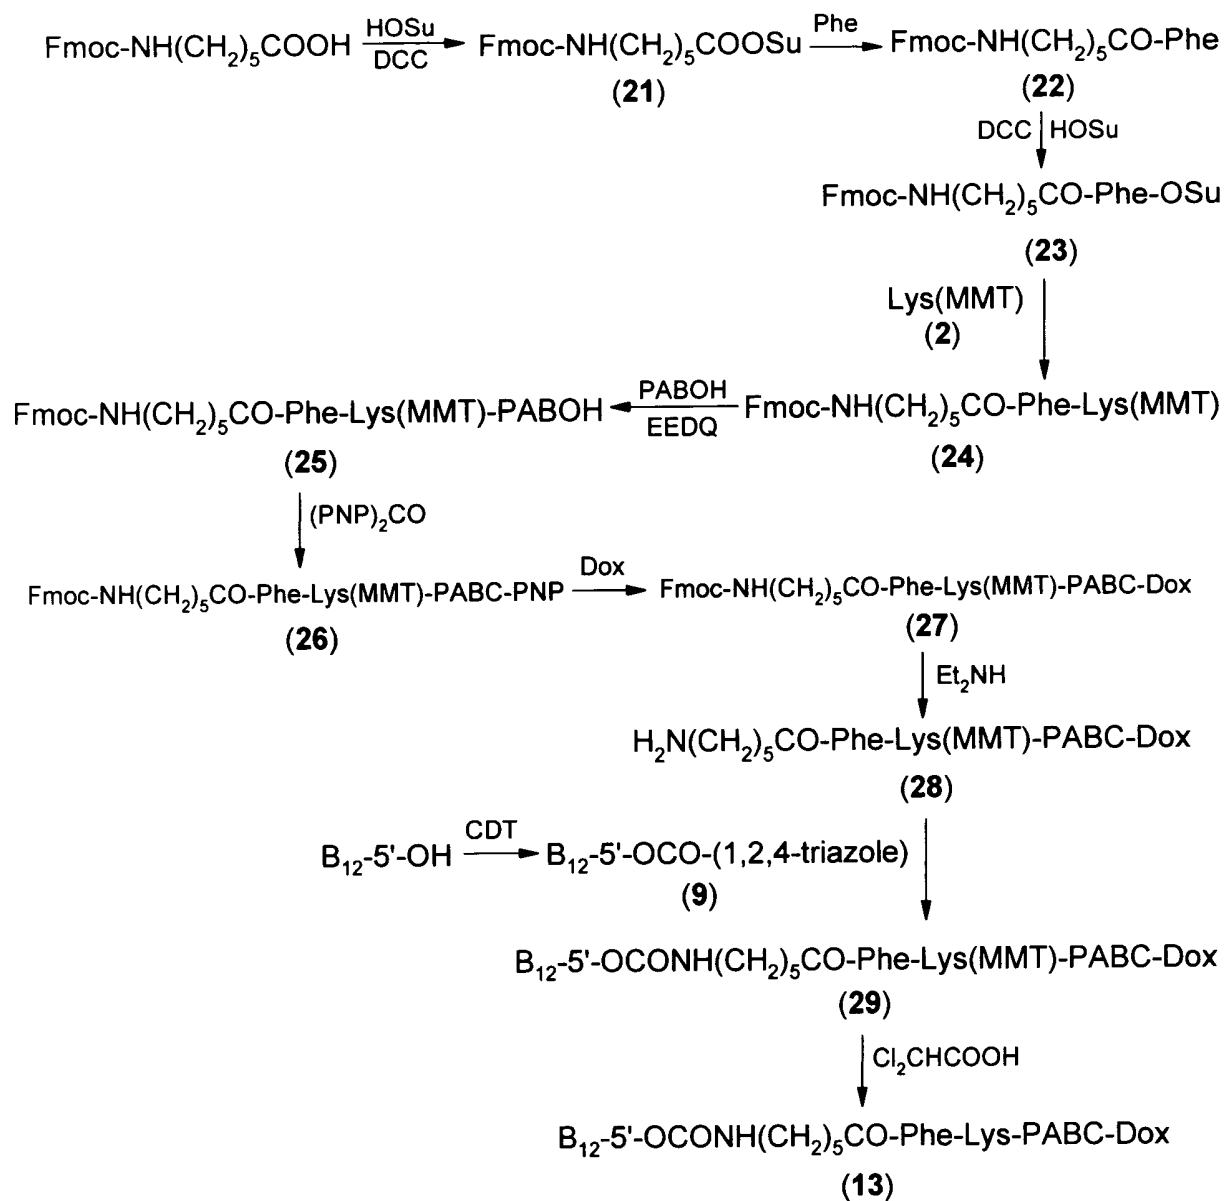 Fmoc-NH(CH2)5COOH HOSu DCC Fmoc-NH(CH2)5COOSu Phe Fmoc-NH(CH2)5CO-Phe
(21) (22)
DCC HOSu
Fmoc-NH(CH2)5CO-Phe-OSu
(23)
Lys(MMT)
(2)
Fmoc-NH(CH2)5CO-Phe-Lys(MMT)-PABOH PABOH EEDQ Fmoc-NH(CH2)5CO-Phe-Lys(MMT)
(25) (24)
(PNP)2CO
Fmoc-NH(CH2)5CO-Phe-Lys(MMT)-PABC-PNP Dox Fmoc-NH(CH2)5CO-Phe-Lys(MMT)-PABC-Dox
(26) (27)
Et2NH
H2N(CH2)5CO-Phe-Lys(MMT)-PABC-Dox
(28)
B12-5'-OH CDT B12-5'-OCO-(1,2,4-triazole)
(9)
B12-5'-OCONH(CH2)5CO-Phe-Lys(MMT)-PABC-Dox
(29)
Cl2CHCOOH
B12-5'-OCONH(CH2)5CO-Phe-Lys-PABC-Dox
(13)